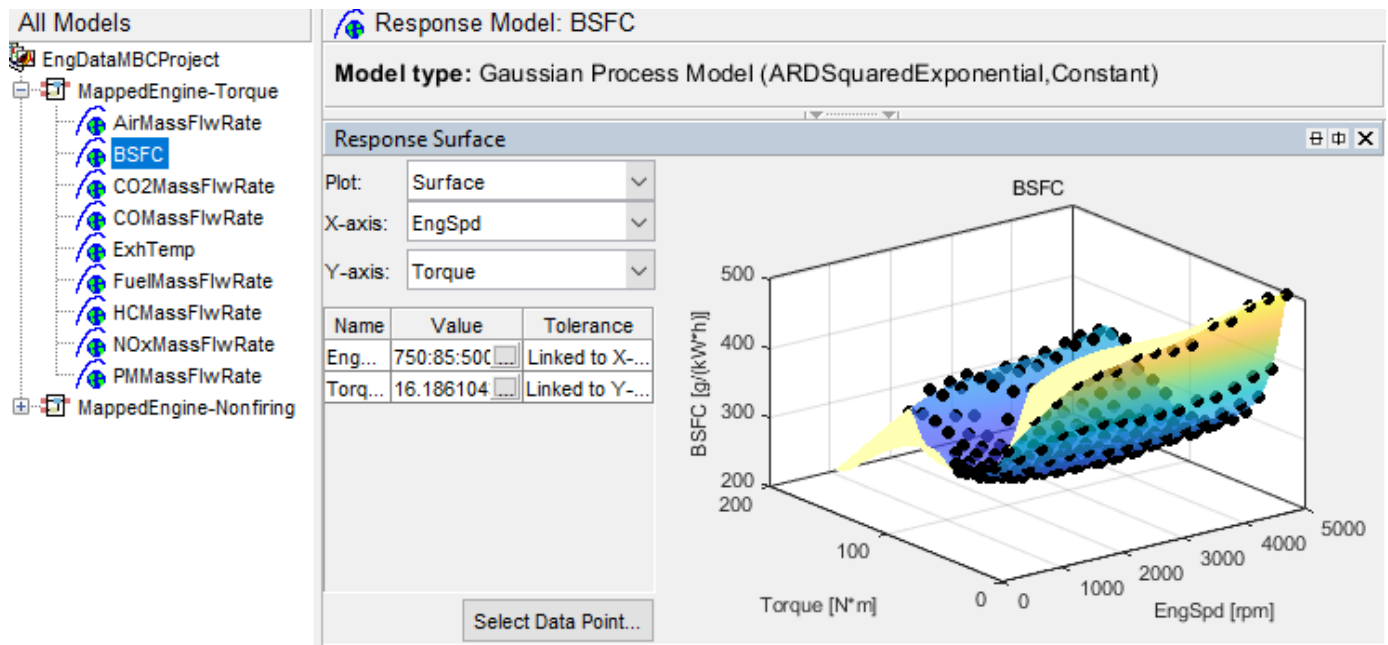 All Models
EngDataMBCProject
MappedEngine-Torque
AirMassFlwRate
BSFC
CO2MassFlwRate
COMassFlwRate
ExhTemp
FuelMassFlwRate
HCMassFlwRate
NOxMassFlwRate
PMMassFlwRate
MappedEngine-Nonfiring
Response Model: BSFC
Model type: Gaussian Process Model (ARDSquaredExponential,Constant)
Response Surface
Plot: Surface
X-axis: EngSpd
Y-axis: Torque
Name Value Tolerance
Eng... 750:85:500 ... Linked to X-...
Torq... 16.186104 ... Linked to Y-...
Select Data Point...
BSFC
500
400
300
200
BSFC [g/(kW*h)]
200
100
0
Torque [N*m]
0
1000
2000
3000
4000
5000
EngSpd [rpm]